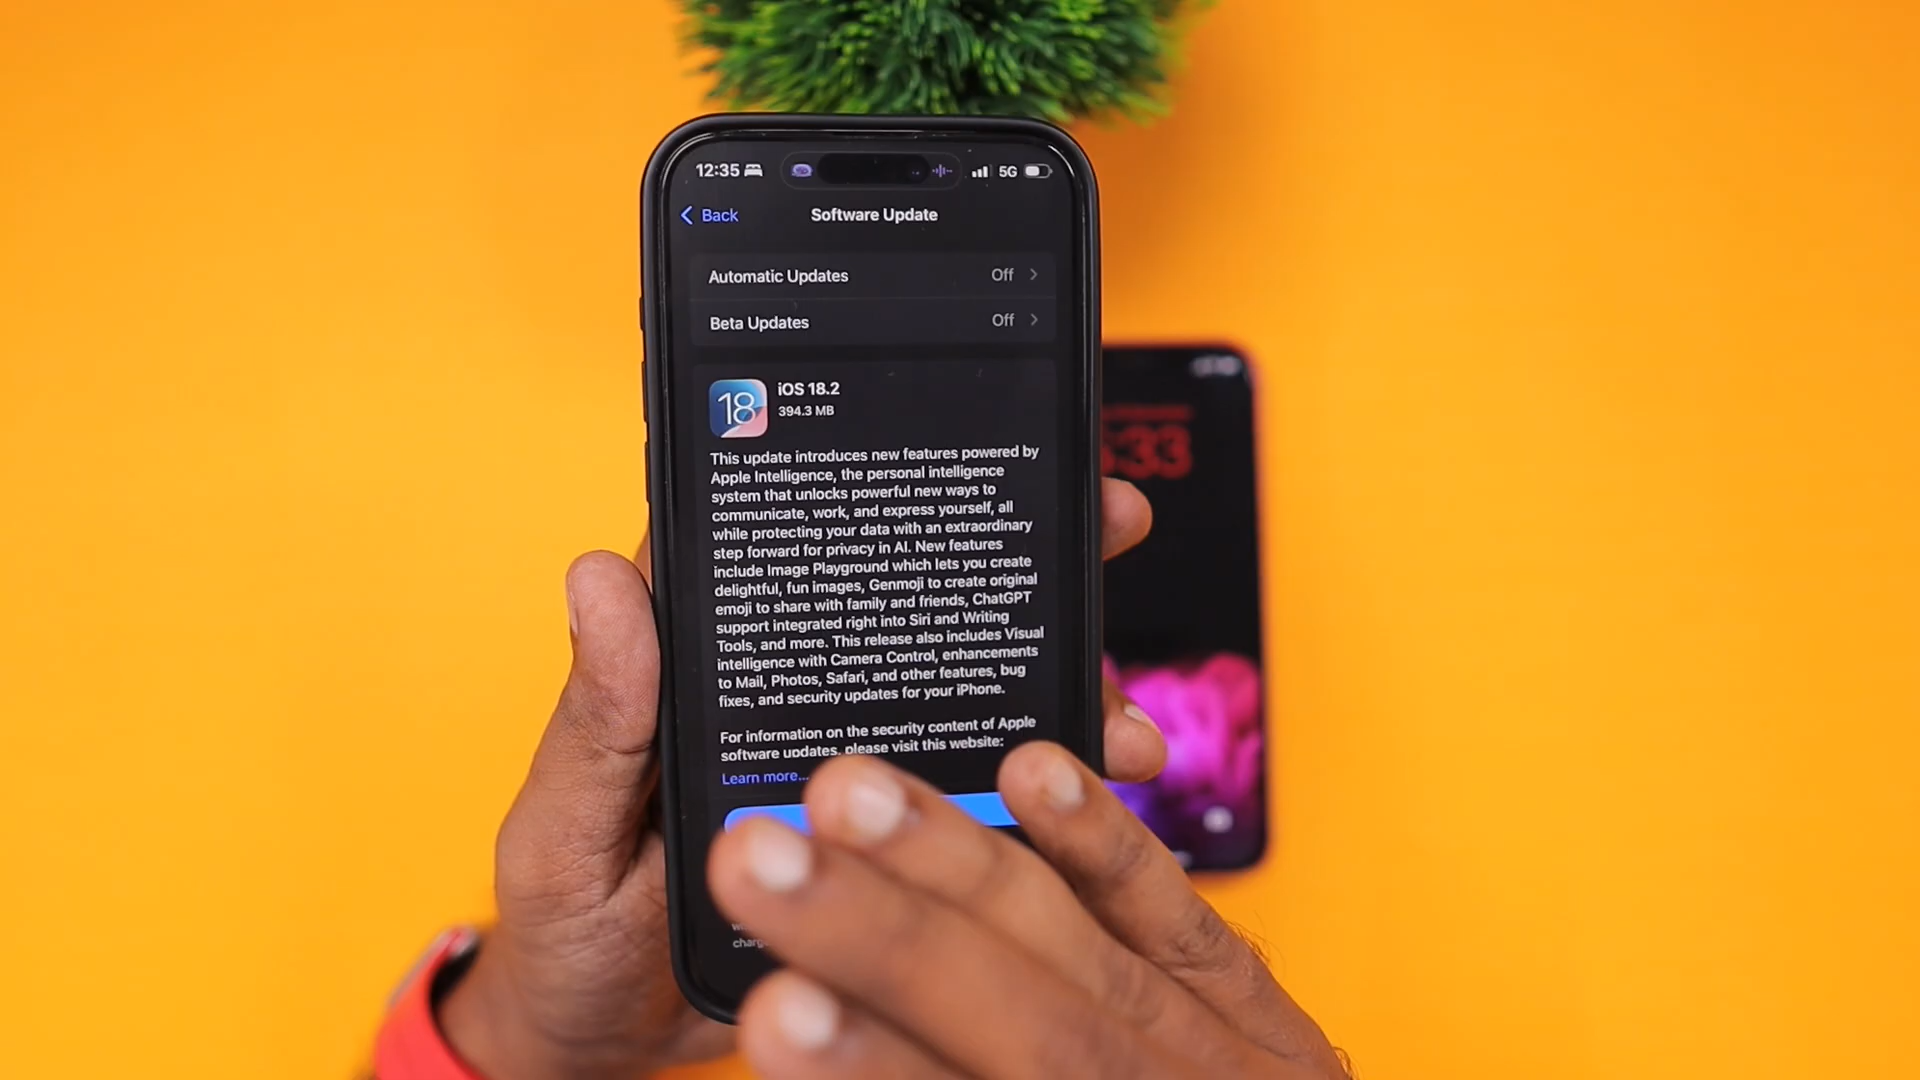 12:35
5G
Back
Software Update
Automatic Updates Off
Beta Updates Off
18
iOS 18.2
394.3 MB
This update introduces new features powered by
Apple Intelligence, the personal intelligence
system that unlocks powerful new ways to
communicate, work, and express yourself, all
while protecting your data with an extraordinary
step forward for privacy in AI. New features
include Image Playground which lets you create
delightful, fun images, Genmoji to create original
emoji to share with family and friends, ChatGPT
support integrated right into Siri and Writing
Tools, and more. This release also includes Visual
intelligence with Camera Control, enhancements
to Mail, Photos, Safari, and other features, bug
fixes, and security updates for your iPhone.
For information on the security content of Apple
software updates, please visit this website:
Learn more...
:33